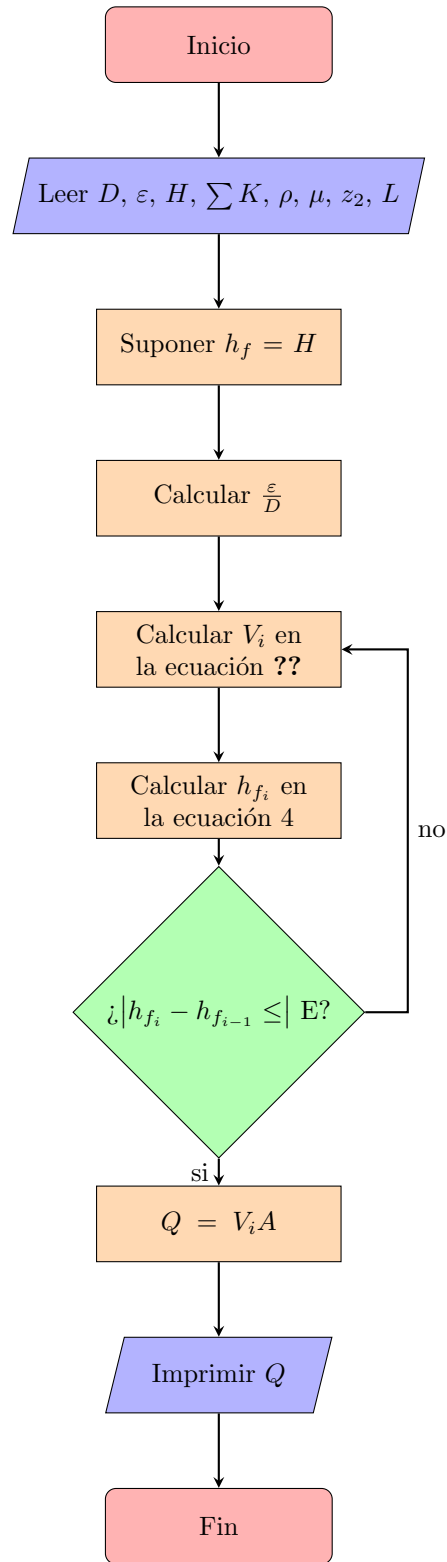 Inicio
Leer D, ε, H, ∑ K, ρ, μ, z₂, L
Suponer h_f = H
Calcular ε/D
Calcular V_i en
la ecuación ??
Calcular h_{f_i} en
la ecuación 4
no
¿|h_{f_i} − h_{f_{i−1}} ≤| E?
si
Q = V_i A
Imprimir Q
Fin